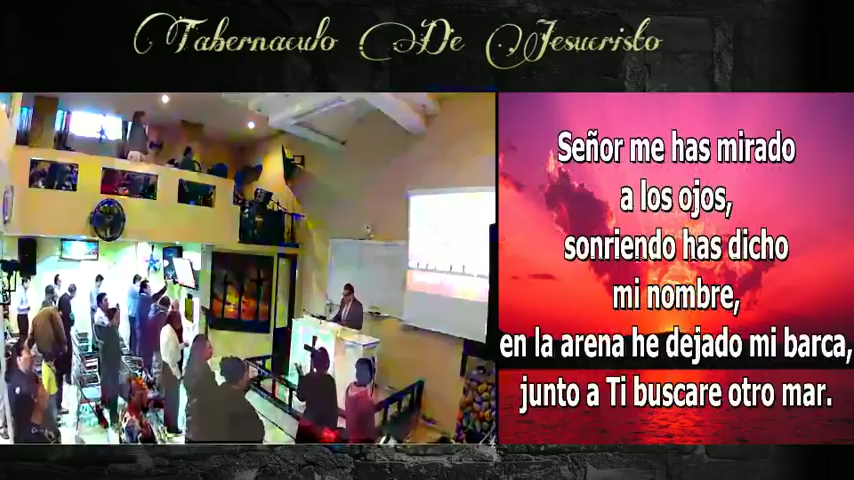 Tabernaculo De Jesucristo
Señor me has mirado
a los ojos,
sonriendo has dicho
mi nombre,
en la arena he dejado mi barca,
junto a Ti buscare otro mar.